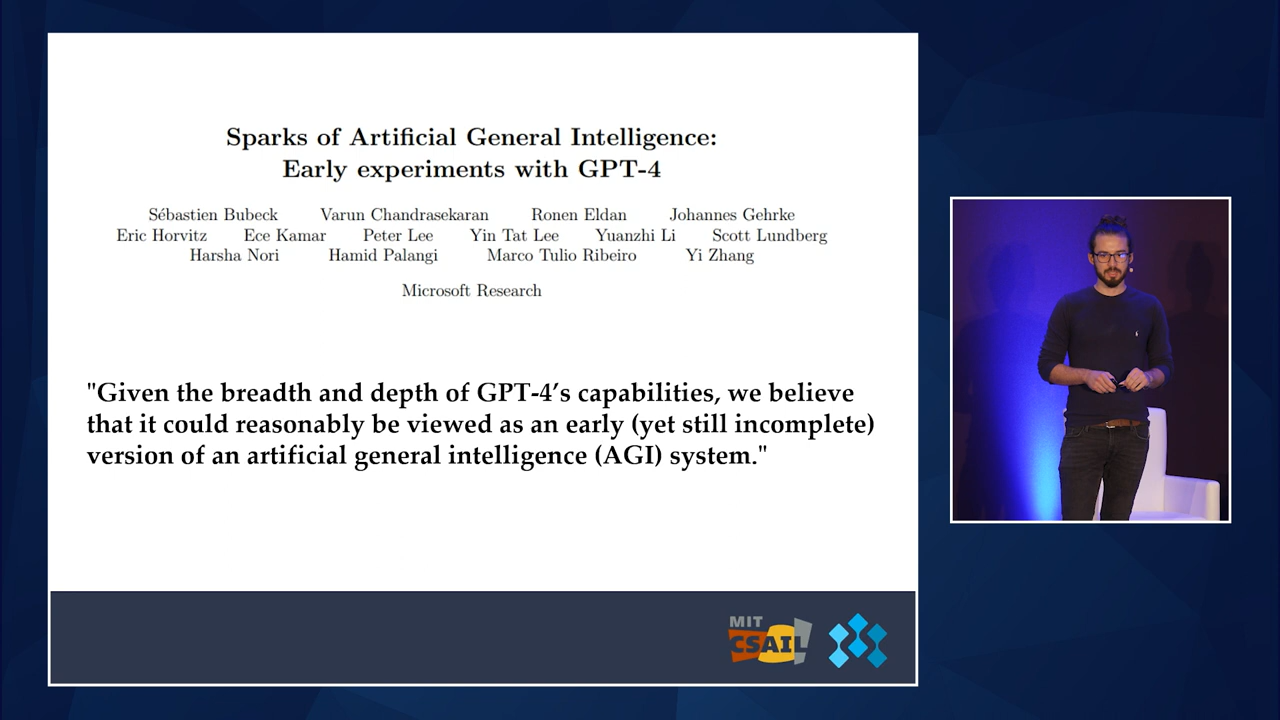 Sparks of Artificial General Intelligence:
Early experiments with GPT-4
Sébastien Bubeck Varun Chandrasekaran Ronen Eldan Johannes Gehrke
Eric Horvitz Ece Kamar Peter Lee Yin Tat Lee Yuanzhi Li Scott Lundberg
Harsha Nori Hamid Palangi Marco Tulio Ribeiro Yi Zhang
Microsoft Research
"Given the breadth and depth of GPT-4’s capabilities, we believe
that it could reasonably be viewed as an early (yet still incomplete)
version of an artificial general intelligence (AGI) system."
MIT
CSAIL